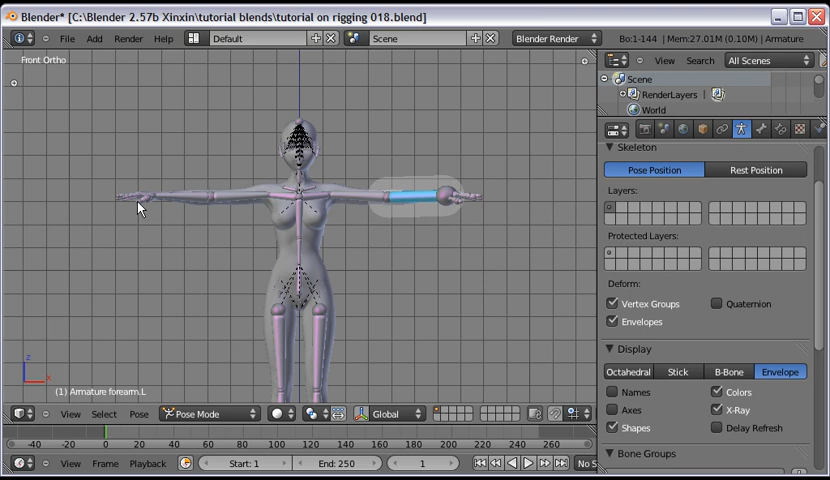 Blender* [C:\Blender 2.57b Xinxin\tutorial blends\tutorial on rigging 018.blend]
File Add Render Help Default Scene Blender Render Bo:1-144 | Mem:27.01M (0.10M) | Armature
Front Ortho
View Search All Scenes
Scene
RenderLayers |
World
Skeleton
Pose Position Rest Position
Layers:
Protected Layers:
Deform:
Vertex Groups Quaternion
Envelopes
Display
Octahedral Stick B-Bone Envelope
Names Colors
Axes X-Ray
Shapes Delay Refresh
Bone Groups
z
x
(1) Armature forearm.L
View Select Pose Pose Mode Global
-40 -20 0 20 40 60 80 100 120 140 160 180 200 220 240 260
View Frame Playback Start: 1 End: 250 1 No S